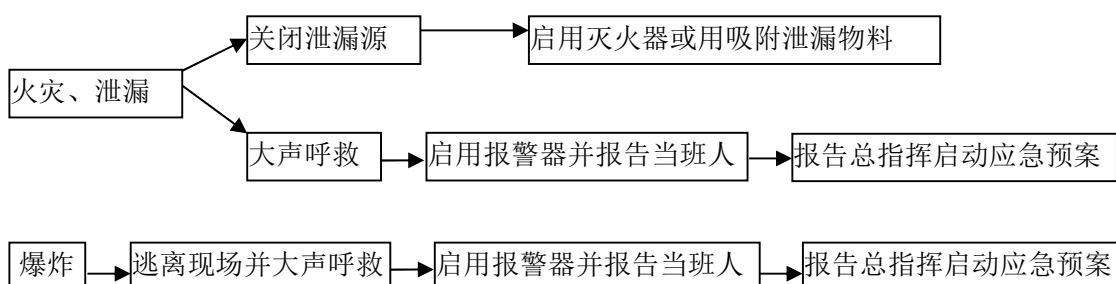 关闭泄漏源
启用灭火器或用吸附泄漏物料
火灾、泄漏
大声呼救
启用报警器并报告当班人
报告总指挥启动应急预案
爆炸
逃离现场并大声呼救
启用报警器并报告当班人
报告总指挥启动应急预案